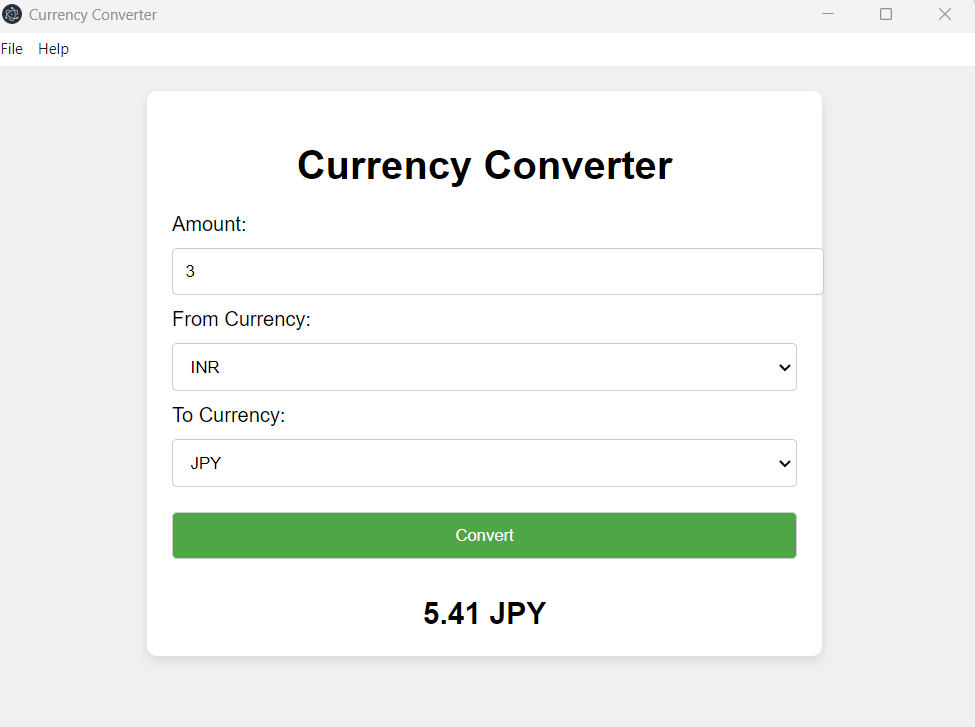 Currency Converter
File Help
Currency Converter
Amount:
3
From Currency:
INR
To Currency:
JPY
Convert
5.41 JPY